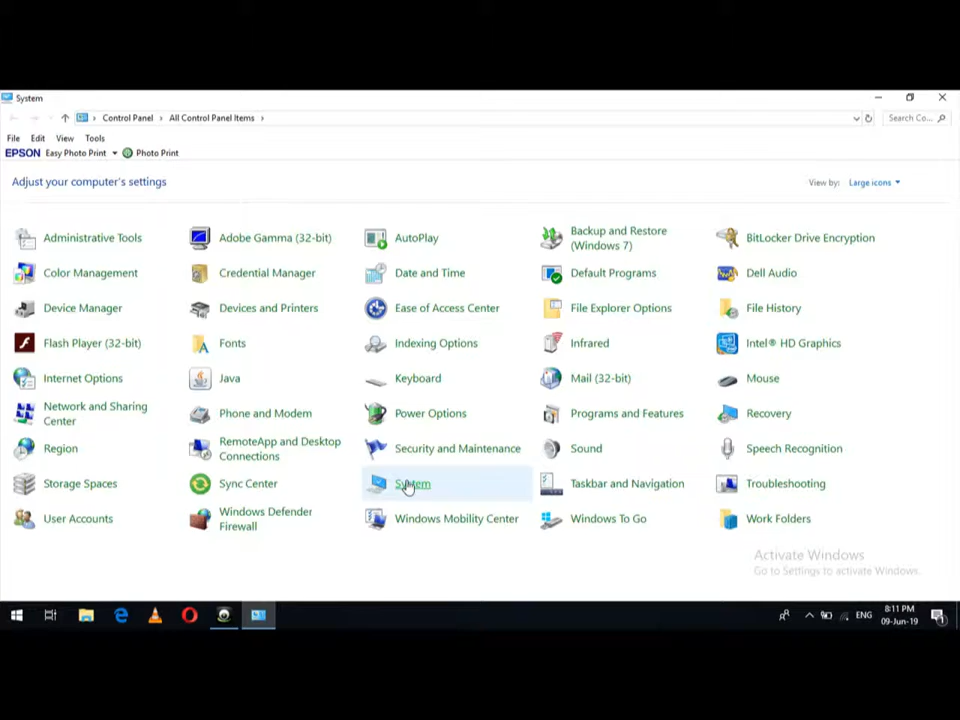 System
Control Panel > All Control Panel Items >
Search Co...
File Edit View Tools
EPSON Easy Photo Print Photo Print
Adjust your computer's settings
View by: Large icons
Administrative Tools
Adobe Gamma (32-bit)
AutoPlay
Backup and Restore
(Windows 7)
BitLocker Drive Encryption
Color Management
Credential Manager
Date and Time
Default Programs
Dell Audio
Device Manager
Devices and Printers
Ease of Access Center
File Explorer Options
File History
Flash Player (32-bit)
Fonts
Indexing Options
Infrared
Intel® HD Graphics
Internet Options
Java
Keyboard
Mail (32-bit)
Mouse
Network and Sharing
Center
Phone and Modem
Power Options
Programs and Features
Recovery
Region
RemoteApp and Desktop
Connections
Security and Maintenance
Sound
Speech Recognition
Storage Spaces
Sync Center
System
Taskbar and Navigation
Troubleshooting
User Accounts
Windows Defender
Firewall
Windows Mobility Center
Windows To Go
Work Folders
Activate Windows
Go to Settings to activate Windows.
ENG
8:11 PM
09-Jun-19
1